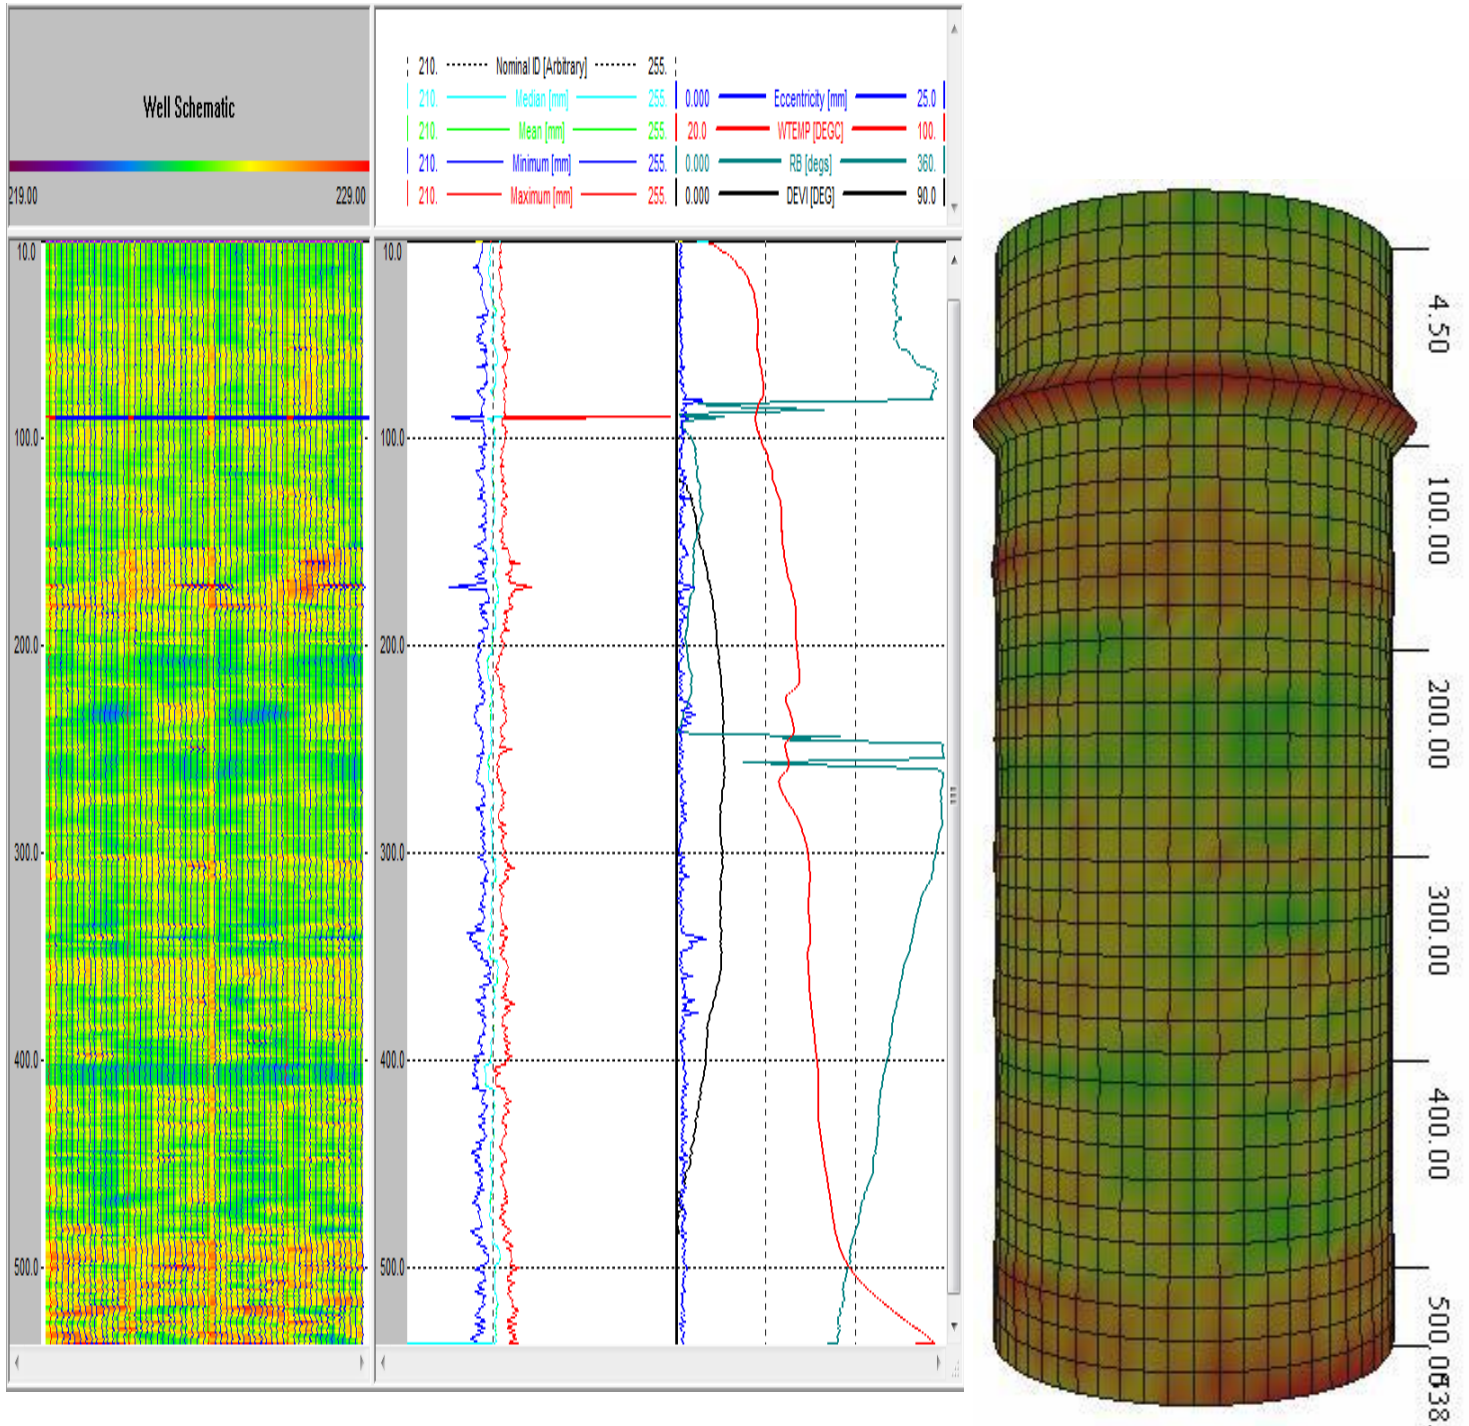 Well Schematic
219.00 229.00
210. Nominal ID [Arbitrary] 255.
210. Median [mm] 255.
210. Mean [mm] 255.
210. Minimum [mm] 255.
210. Maximum [mm] 255.
0.000 Eccentricity [mm] 25.0
20.0 WTEMP [DEGC] 100.
0.000 RB [degs] 360.
0.000 DEVI [DEG] 90.0
10.0
100.0
200.0
300.0
400.0
500.0
10.0
100.0
200.0
300.0
400.0
500.0
4.50
100.00
200.00
300.00
400.00